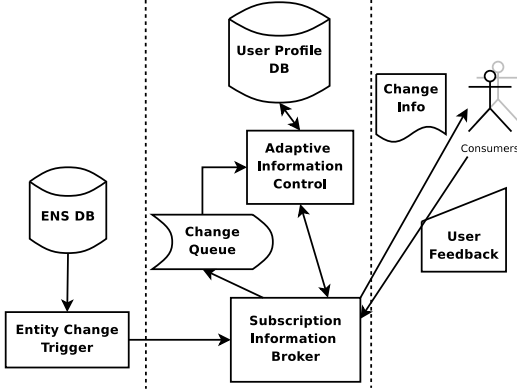 User Profile
DB
Change
Info
Consumers
Adaptive
Information
Control
ENS DB
Change
Queue
User
Feedback
Entity Change
Trigger
Subscription
Information
Broker